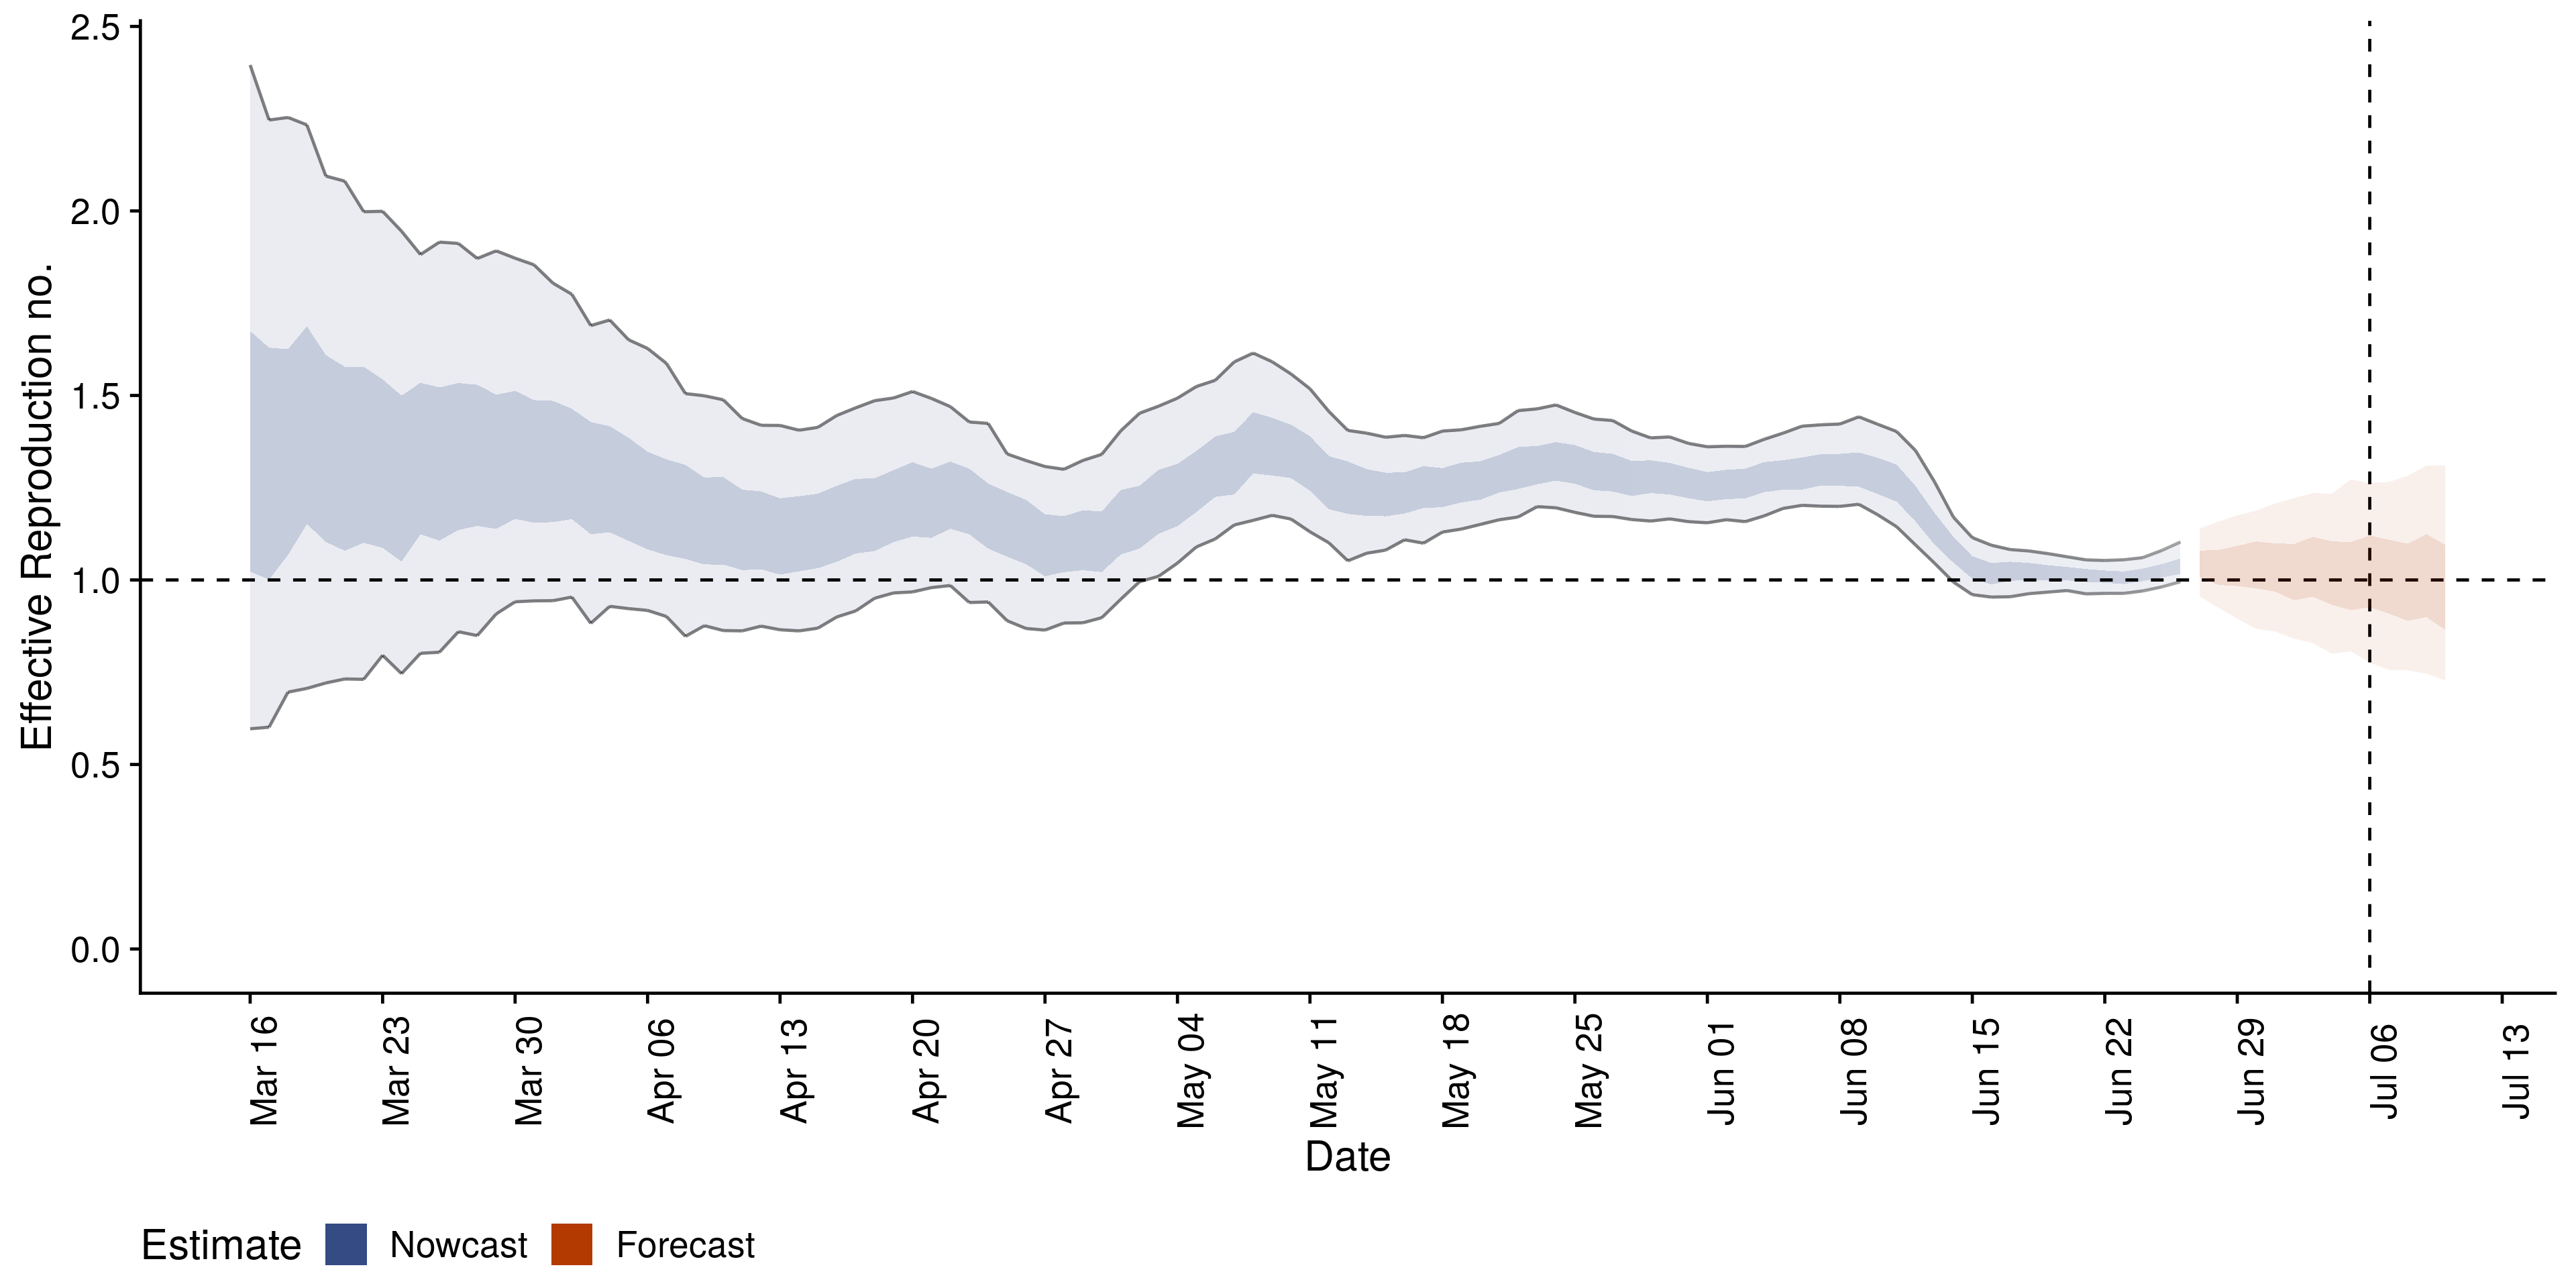 Effective Reproduction no.
2.5
2.0
1.5
1.0
0.5
0.0
Mar 16
Mar 23
Mar 30
Apr 06
Apr 13
Apr 20
Apr 27
May 04
May 11
May 18
May 25
Jun 01
Jun 08
Jun 15
Jun 22
Jun 29
Jul 06
Jul 13
Date
Estimate Nowcast Forecast